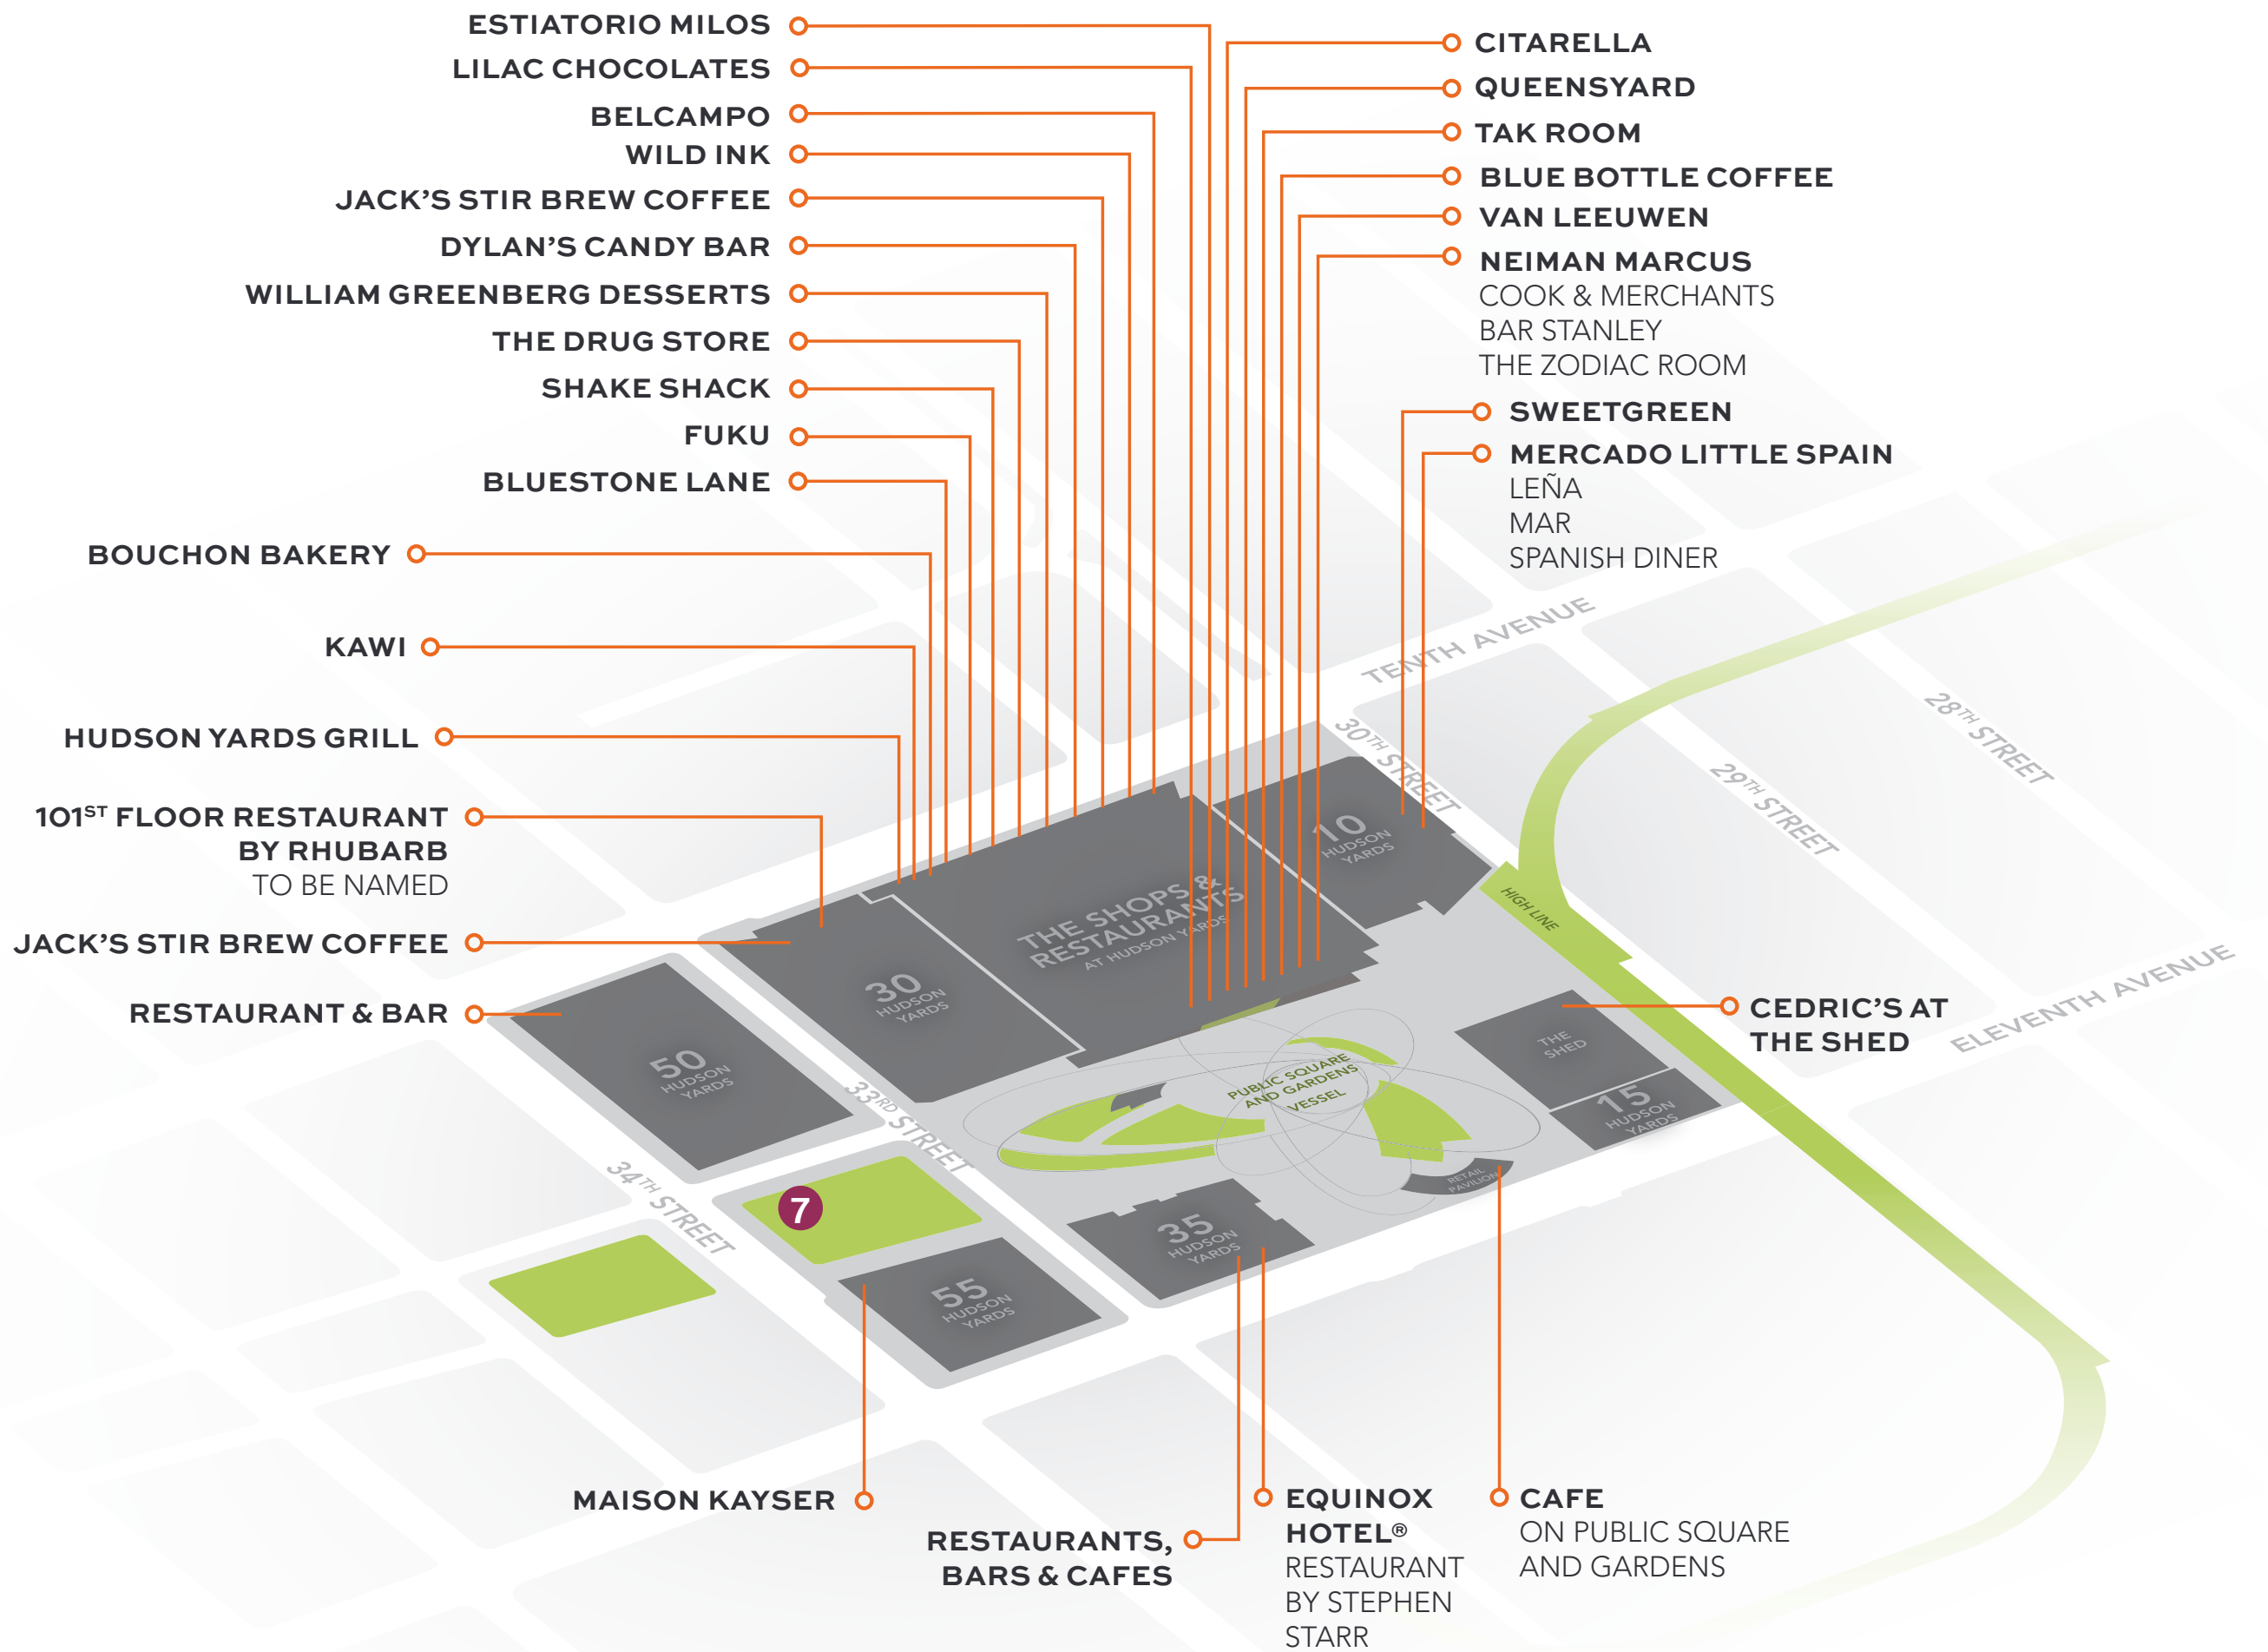 ESTIATORIO MILOS
LILAC CHOCOLATES
BELCAMPO
WILD INK
JACK’S STIR BREW COFFEE
DYLAN’S CANDY BAR
WILLIAM GREENBERG DESSERTS
THE DRUG STORE
SHAKE SHACK
FUKU
BLUESTONE LANE
BOUCHON BAKERY
KAWI
HUDSON YARDS GRILL
101ST FLOOR RESTAURANT
BY RHUBARB
TO BE NAMED
JACK’S STIR BREW COFFEE
RESTAURANT & BAR
CITARELLA
QUEENSYARD
TAK ROOM
BLUE BOTTLE COFFEE
VAN LEEUWEN
NEIMAN MARCUS
COOK & MERCHANTS
BAR STANLEY
THE ZODIAC ROOM
SWEETGREEN
MERCADO LITTLE SPAIN
LEÑA
MAR
SPANISH DINER
TENTH AVENUE
30TH STREET
29TH STREET
28TH STREET
ELEVENTH AVENUE
HIGH LINE
10
HUDSON
YARDS
THE SHOPS &
RESTAURANTS
AT HUDSON YARDS
30
HUDSON
YARDS
50
HUDSON
YARDS
33RD STREET
34TH STREET
7
PUBLIC SQUARE
AND GARDENS
VESSEL
THE
SHED
15
HUDSON
YARDS
RETAIL
PAVILION
35
HUDSON
YARDS
55
HUDSON
YARDS
CEDRIC’S AT
THE SHED
MAISON KAYSER
RESTAURANTS,
BARS & CAFES
EQUINOX
HOTEL®
RESTAURANT
BY STEPHEN
STARR
CAFE
ON PUBLIC SQUARE
AND GARDENS